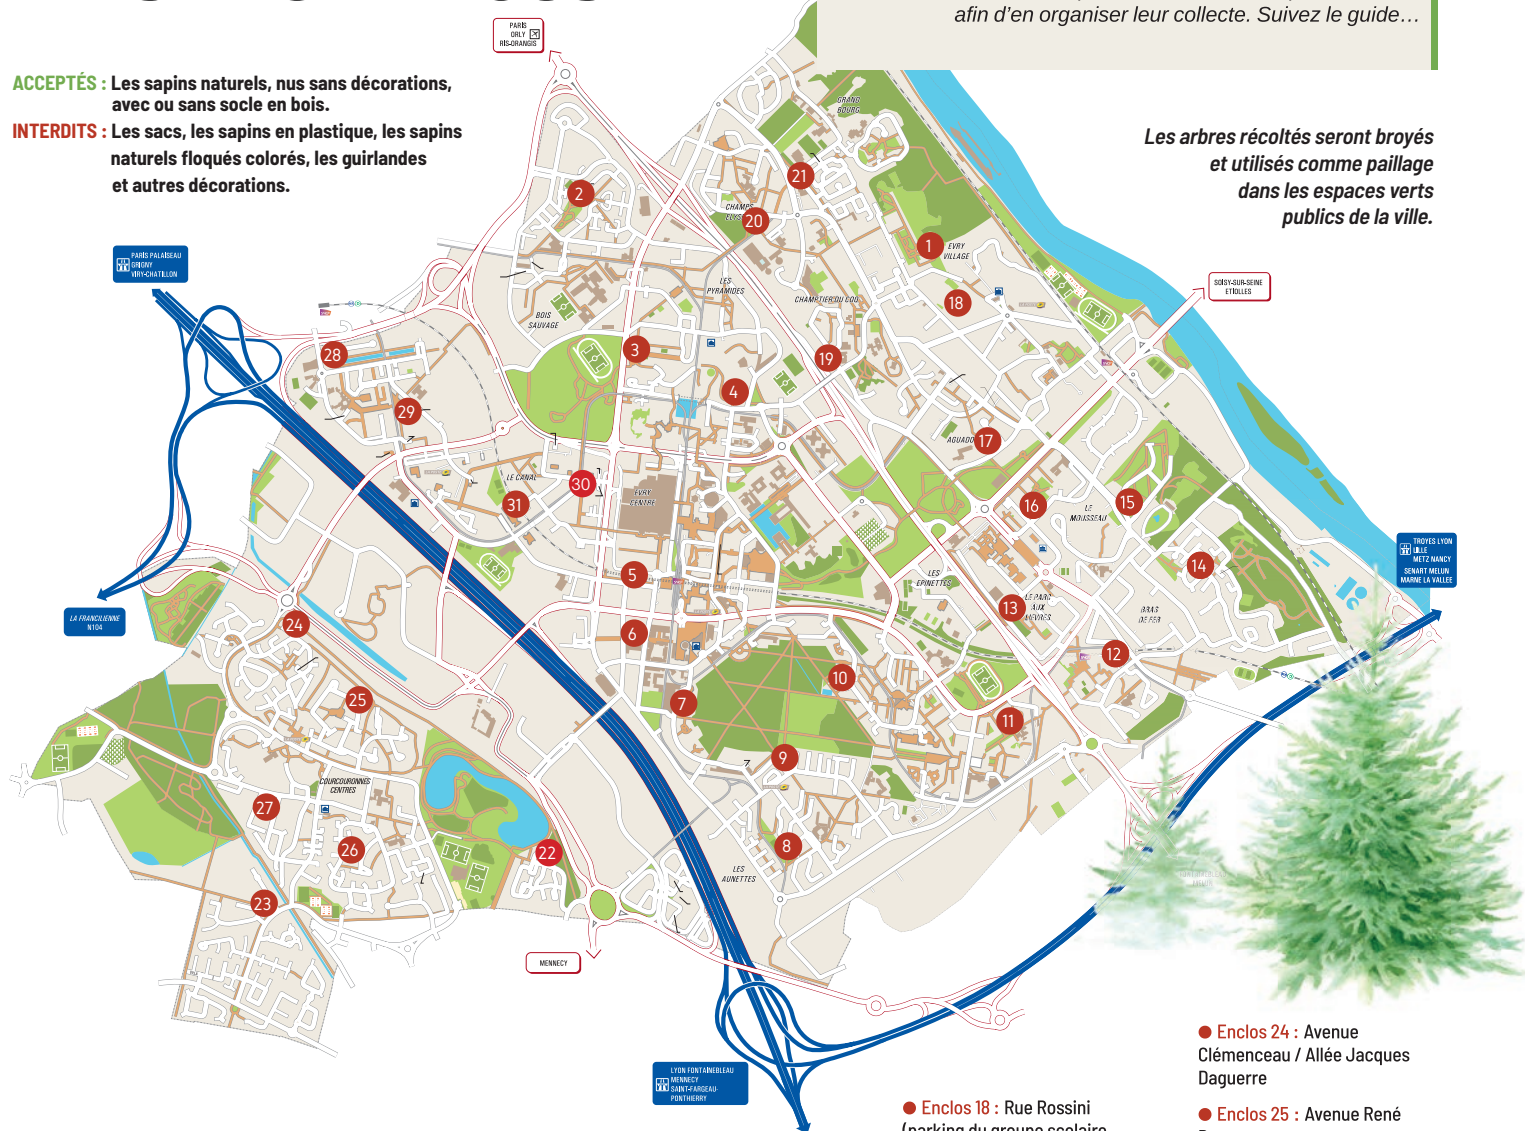 afin d'en organiser leur collecte. Suivez le guide…
PARIS
ORLY
RIS-ORANGIS
ACCEPTÉS : Les sapins naturels, nus sans décorations,
avec ou sans socle en bois.
INTERDITS : Les sacs, les sapins en plastique, les sapins
naturels floqués colorés, les guirlandes
et autres décorations.
Les arbres récoltés seront broyés
et utilisés comme paillage
dans les espaces verts
publics de la ville.
GRAND
BOURG
21
2
CHAMPS
20
1
EVRY
VILLAGE
PARIS PALAISEAU
GRIGNY
VIRY-CHATILLON
LES
PYRAMIDES
SOISY-SUR-SEINE
ETIOLLES
CHAMPTIER DU COQ
18
BOIS
SAUVAGE
28
3
19
4
29
AGUADO
17
LE CANAL
30
31
EVRY
CENTRE
16
15
LE
MOUSSEAU
TROYES LYON
LILLE
METZ NANCY
SENART MELUN
MARNE LA VALLEE
14
5
LES
EPINETTES
LE PARC
AUX
LIEVRES
13
BRAS
DE FER
LA FRANCILIENNE
N104
24
6
12
10
25
7
11
9
COURCOURONNES
CENTRES
27
26
22
8
LES
AUNETTES
23
MENNECY
LYON FONTAINEBLEAU
MENNECY
SAINT-FARGEAU-
PONTHIERRY
● Enclos 24 : Avenue
Clémenceau / Allée Jacques
Daguerre
● Enclos 18 : Rue Rossini
(parking du groupe scolaire
● Enclos 25 : Avenue René